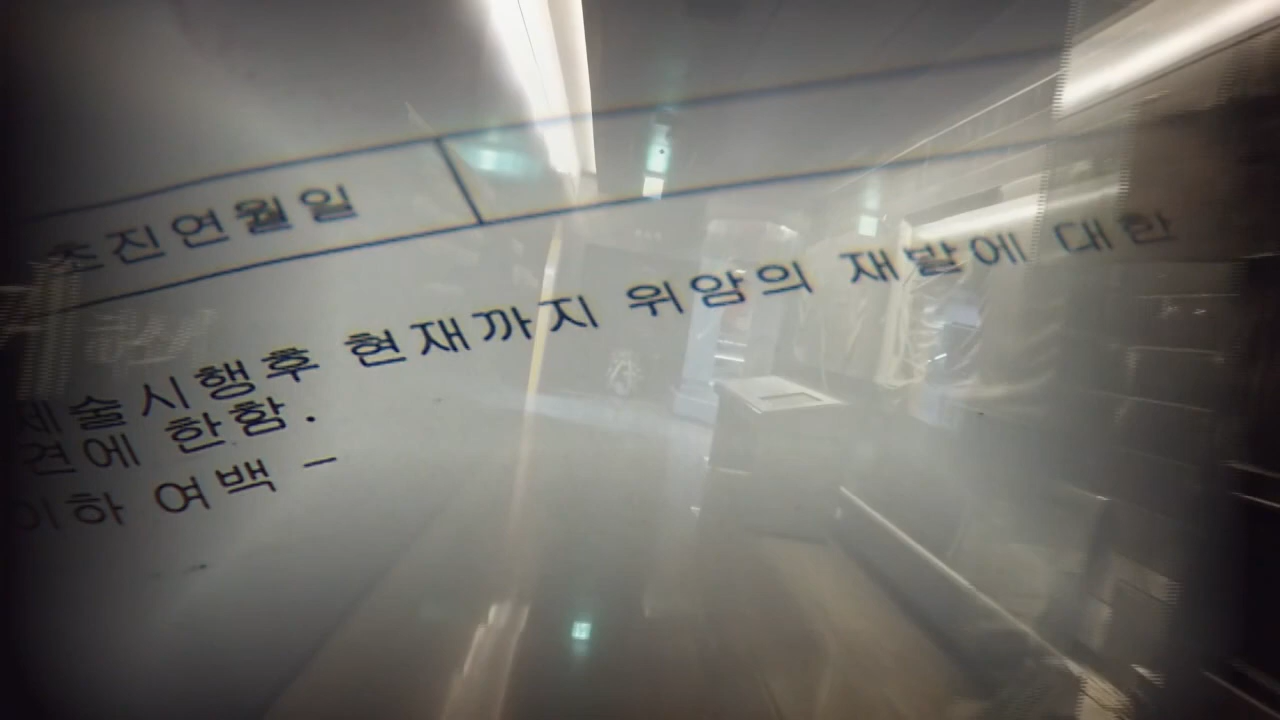 초진연월일
제술시행후 현재까지 위암의 재발에 대한
견에 한함.
이하 여백 -